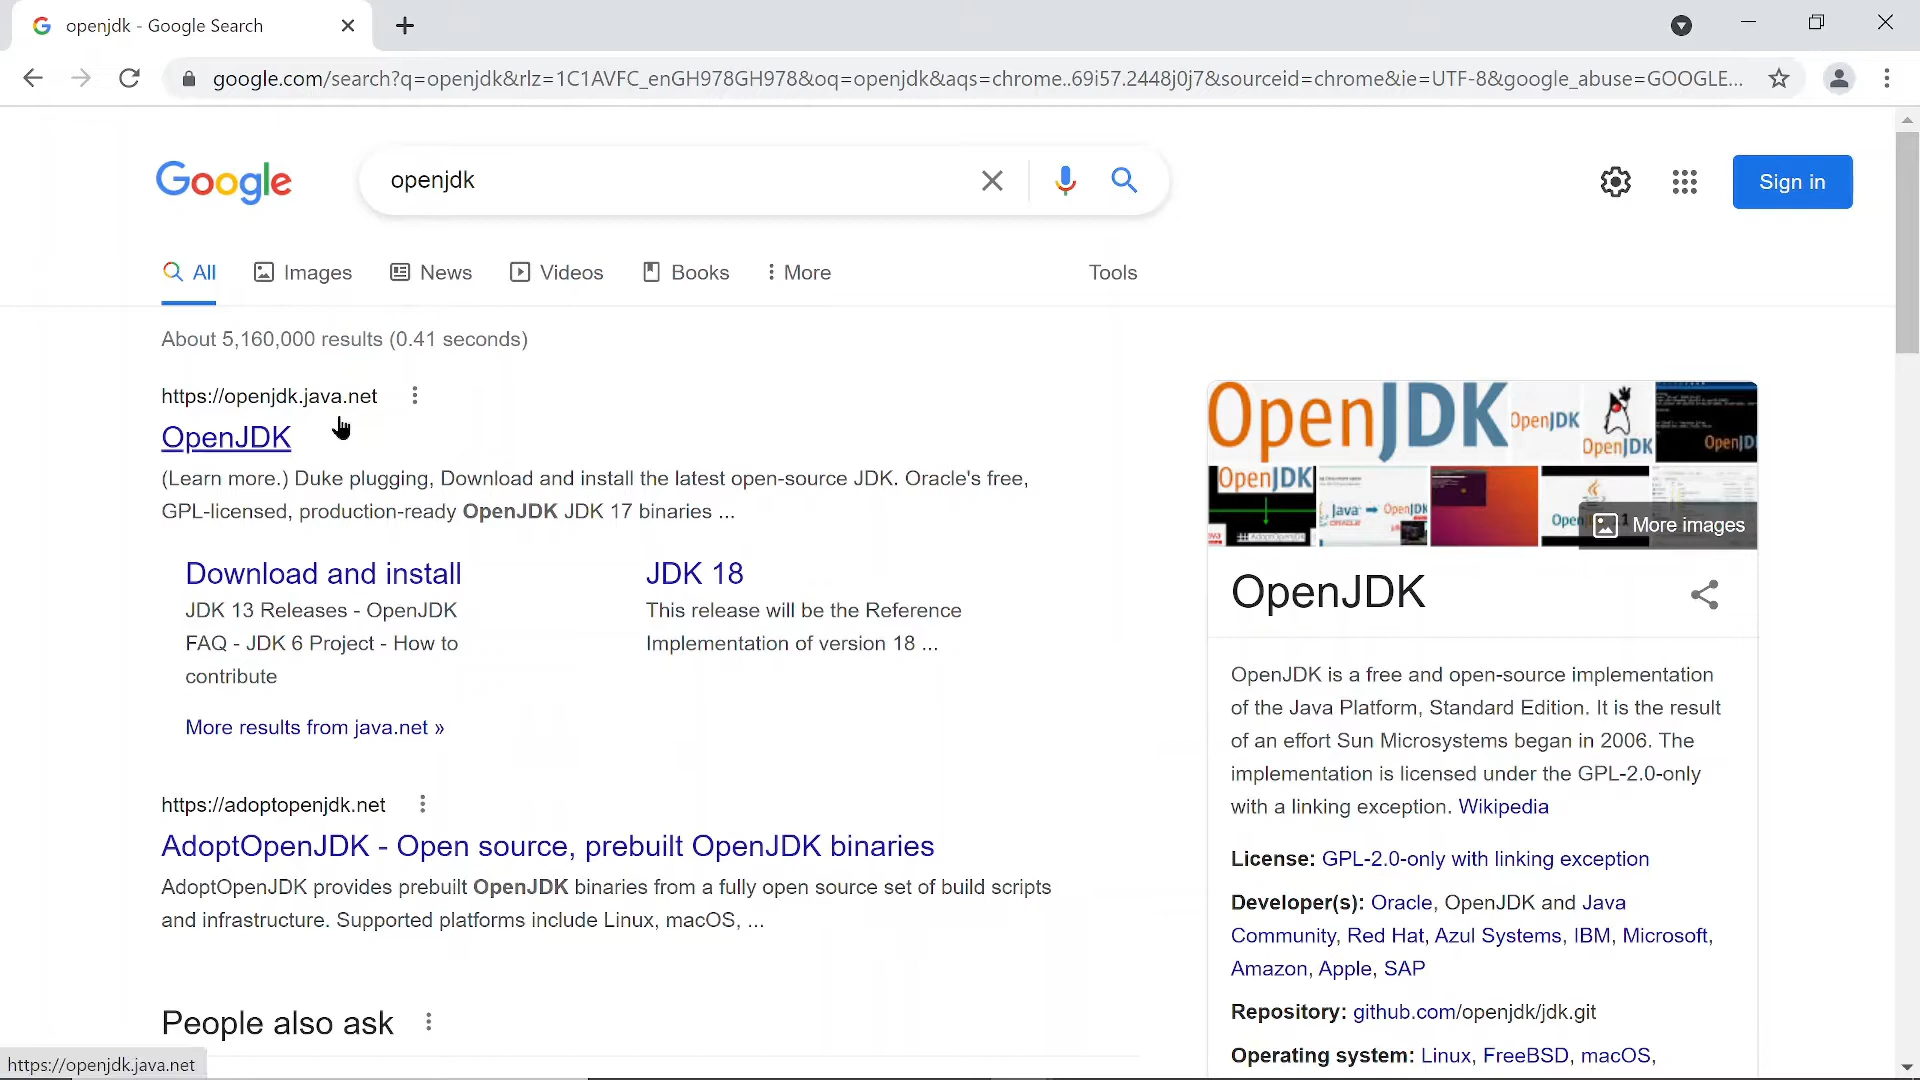 openjdk - Google Search
google.com/search?q=openjdk&rlz=1C1AVFC_enGH978GH978&oq=openjdk&aqs=chrome..69i57.2448j0j7&sourceid=chrome&ie=UTF-8&google_abuse=GOOGLE...
Google
openjdk
Sign in
All Images News Videos Books More Tools
About 5,160,000 results (0.41 seconds)
https://openjdk.java.net
OpenJDK
(Learn more.) Duke plugging, Download and install the latest open-source JDK. Oracle's free,
GPL-licensed, production-ready OpenJDK JDK 17 binaries ...
Download and install
JDK 13 Releases - OpenJDK
FAQ - JDK 6 Project - How to
contribute
JDK 18
This release will be the Reference
Implementation of version 18 ...
More results from java.net »
https://adoptopenjdk.net
AdoptOpenJDK - Open source, prebuilt OpenJDK binaries
AdoptOpenJDK provides prebuilt OpenJDK binaries from a fully open source set of build scripts
and infrastructure. Supported platforms include Linux, macOS, ...
People also ask
https://openjdk.java.net
OpenJDK
OpenJDK
OpenJDK
OpenJDK
OpenJDK
Java
OpenJDK
More images
OpenJDK
OpenJDK is a free and open-source implementation
of the Java Platform, Standard Edition. It is the result
of an effort Sun Microsystems began in 2006. The
implementation is licensed under the GPL-2.0-only
with a linking exception. Wikipedia
License: GPL-2.0-only with linking exception
Developer(s): Oracle, OpenJDK and Java
Community, Red Hat, Azul Systems, IBM, Microsoft,
Amazon, Apple, SAP
Repository: github.com/openjdk/jdk.git
Operating system: Linux, FreeBSD, macOS,